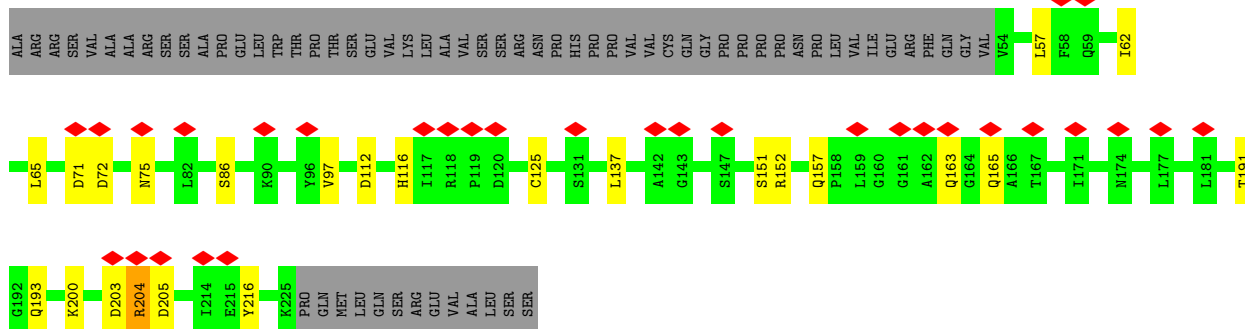 ALA ARG ARG SER VAL ALA ALA ARG SER SER ALA PRO GLU LEU TRP THR PRO THR SER GLU VAL LYS LEU ALA VAL SER SER ARG ASN PRO HIS PRO PRO VAL VAL CYS GLN GLY PRO PRO PRO PRO ASN PRO LEU VAL ILE GLU ARG PHE GLN GLY VAL V54 L57 F58 Q59 I62
L65 D71 D72 N75 L82 S86 K90 Y96 V97 D112 H116 I117 R118 P119 D120 C125 S131 L137 A142 G143 S147 S151 R152 Q157 P158 L159 G160 G161 A162 Q163 G164 Q165 A166 T167 I171 N174 L177 L181 T191
G192 Q193 K200 D203 R204 D205 I214 E215 Y216 K225 PRO GLN MET LEU GLN SER ARG GLU VAL ALA LEU SER SER